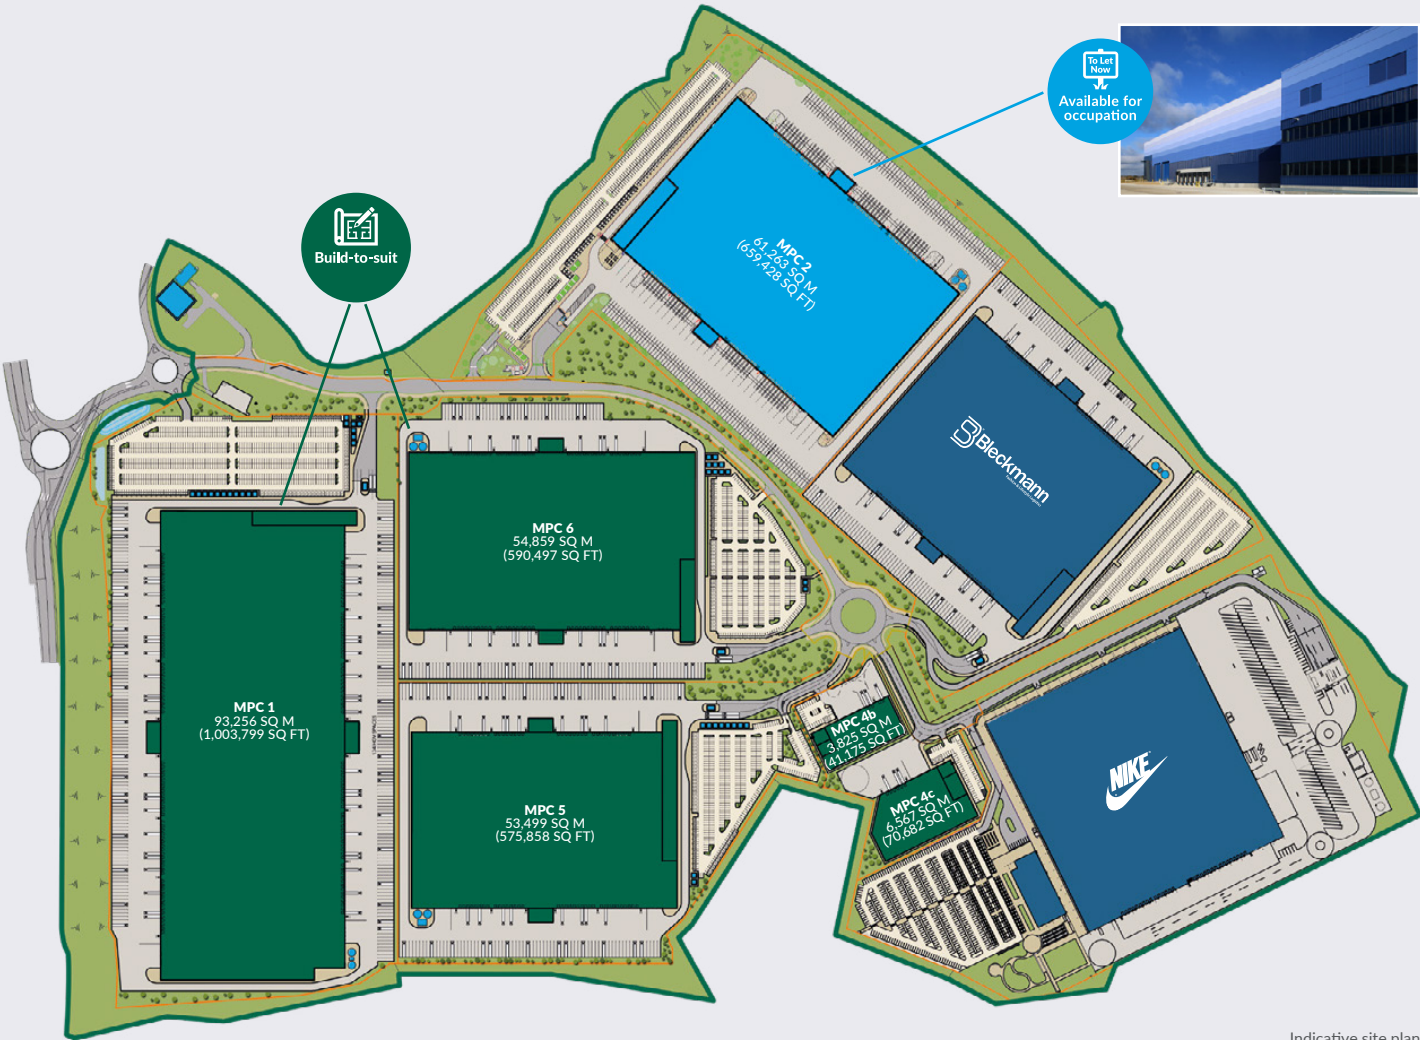 To Let
Now
Available for
occupation
Build-to-suit
MPC 2
61,263 SQ M
(659,428 SQ FT)
Bleckmann
MPC 6
54,859 SQ M
(590,497 SQ FT)
MPC 1
93,256 SQ M
(1,003,799 SQ FT)
MPC 4b
3,825 SQ M
(41,175 SQ FT)
NIKE
MPC 4c
6,567 SQ M
(70,682 SQ FT)
MPC 5
53,499 SQ M
(575,858 SQ FT)
Indicative site plan